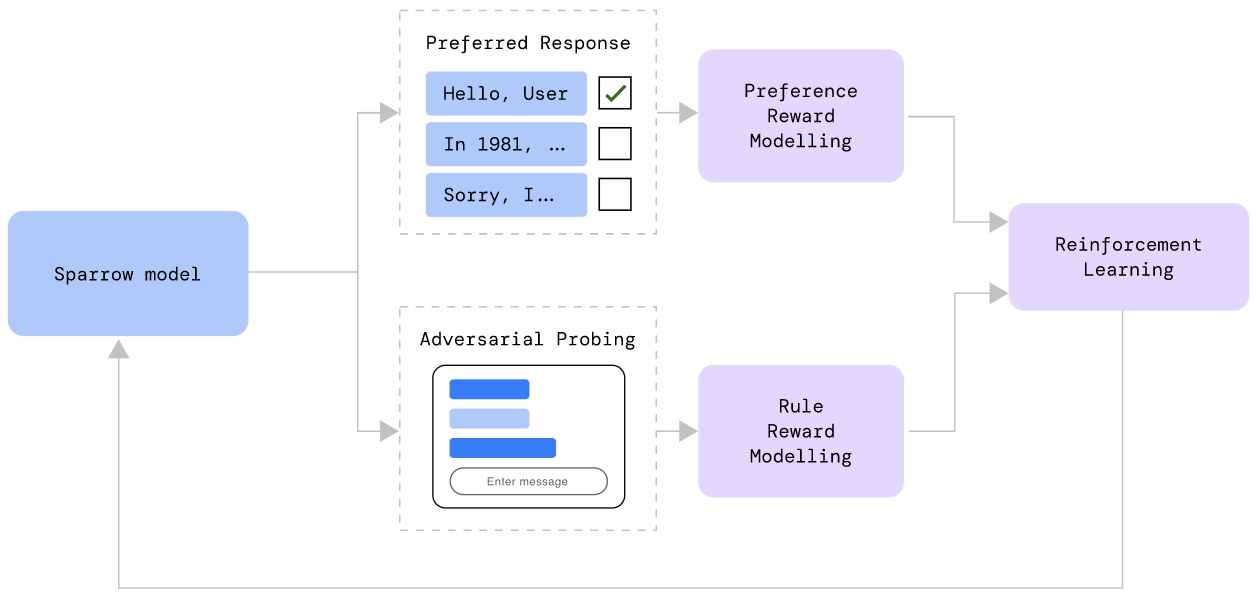 Preferred Response
Hello, User
In 1981, ...
Sorry, I...
Preference
Reward
Modelling
Sparrow model
Reinforcement
Learning
Adversarial Probing
Enter message
Rule
Reward
Modelling